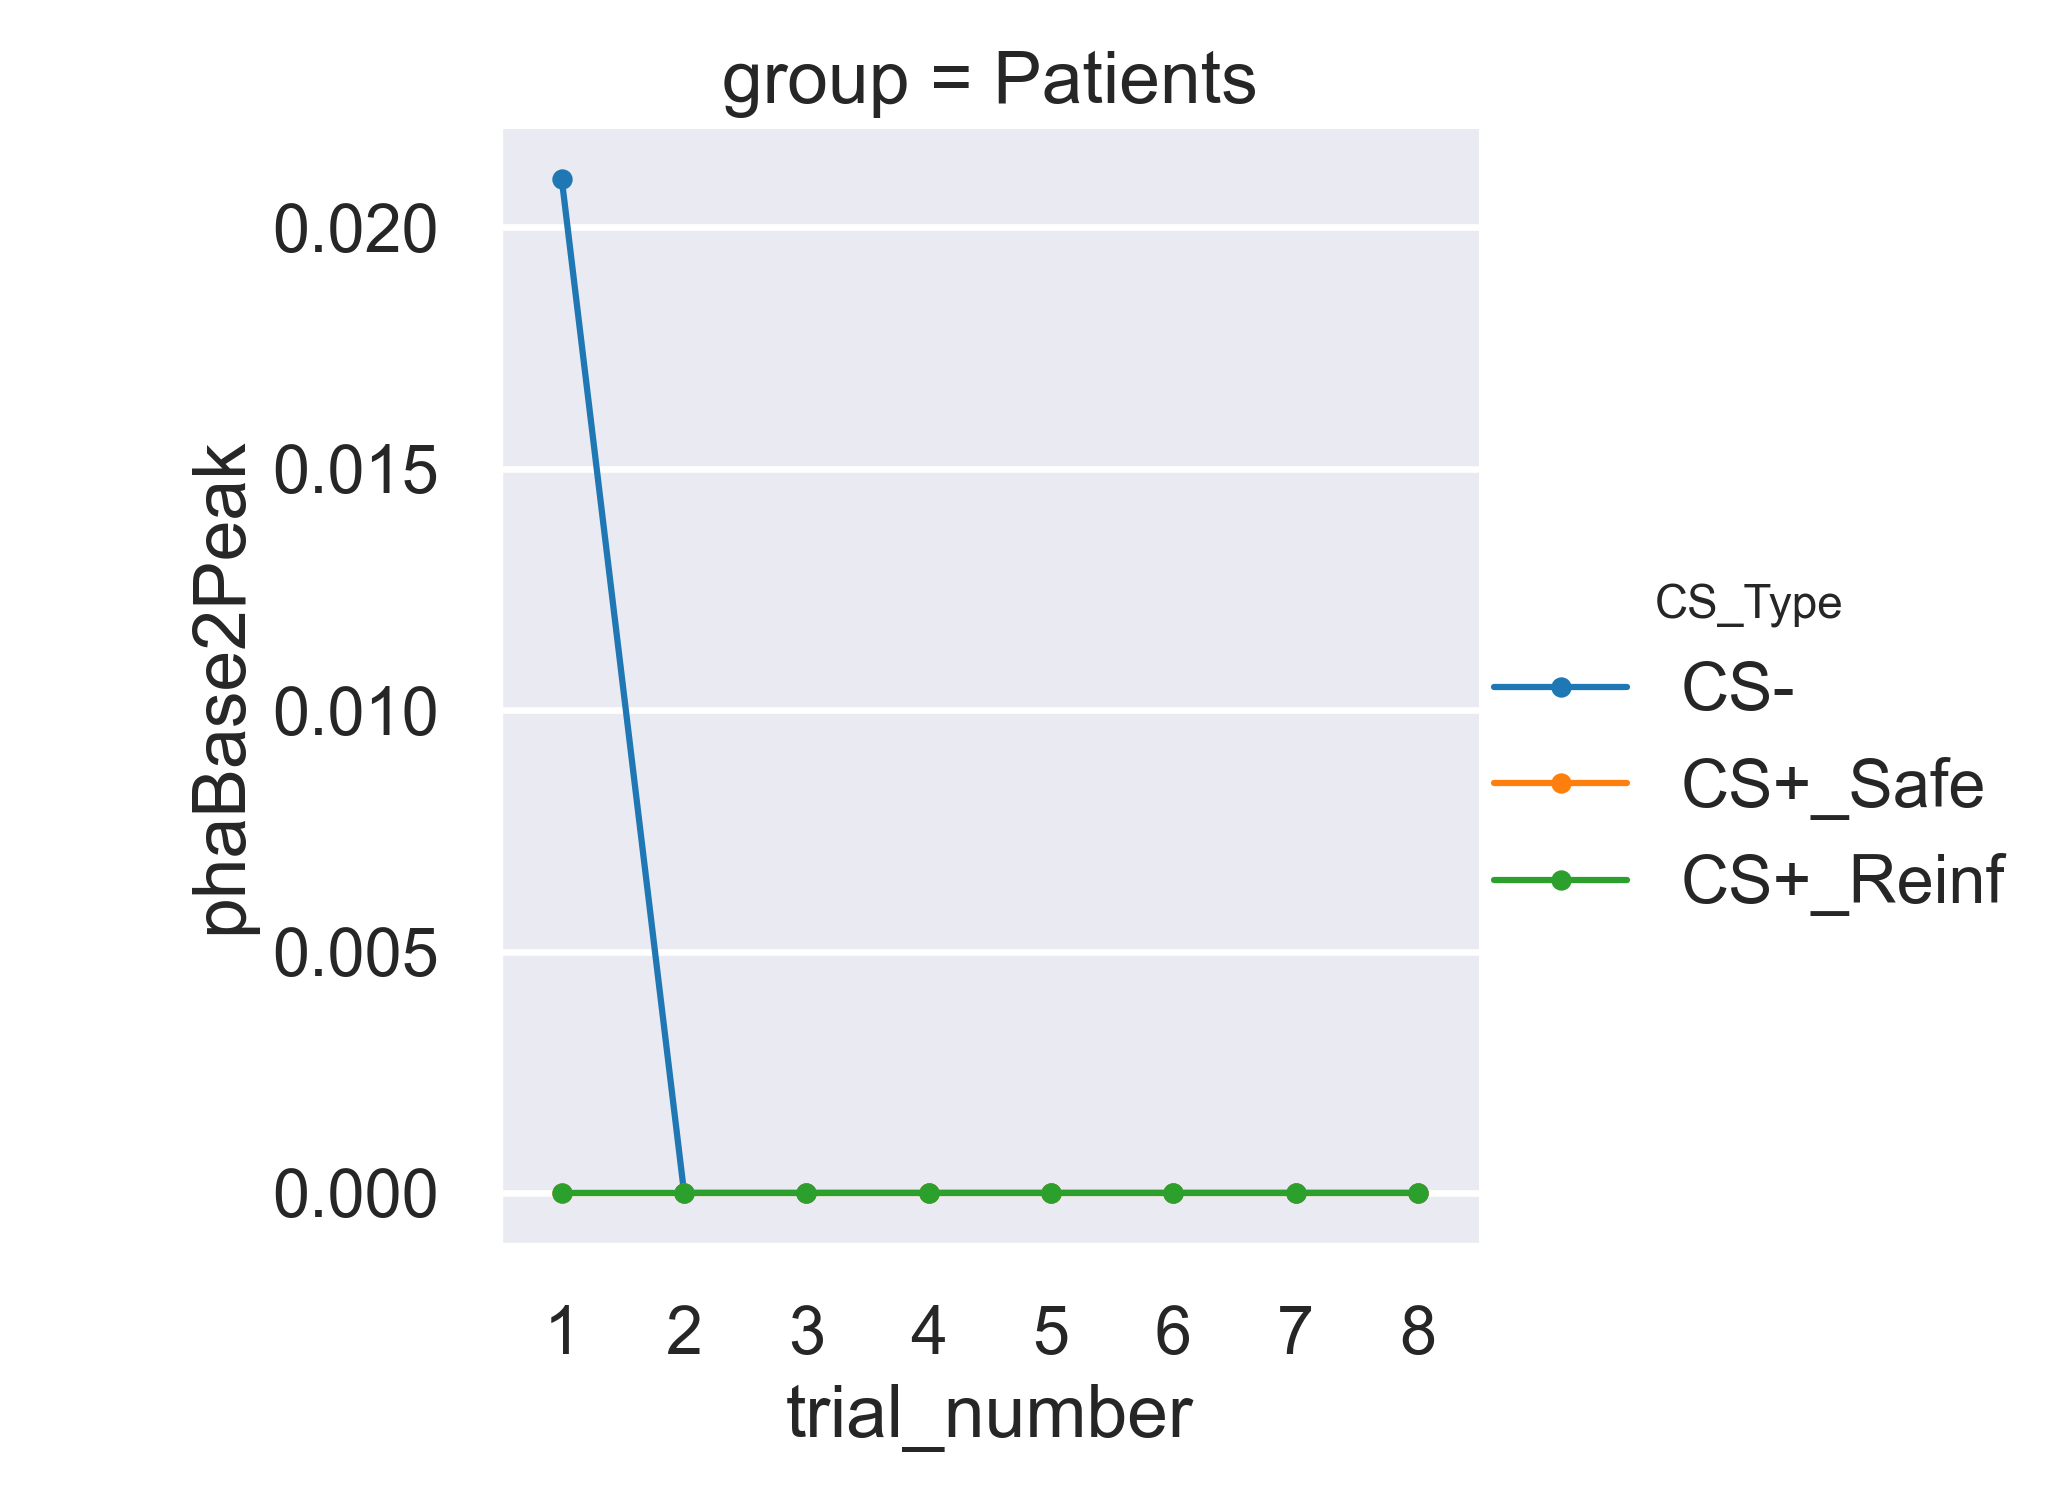 group = Patients
0.020
0.015
0.010
0.005
0.000
phaBase2Peak
1 2 3 4 5 6 7 8
trial_number
CS_Type
CS-
CS+_Safe
CS+_Reinf